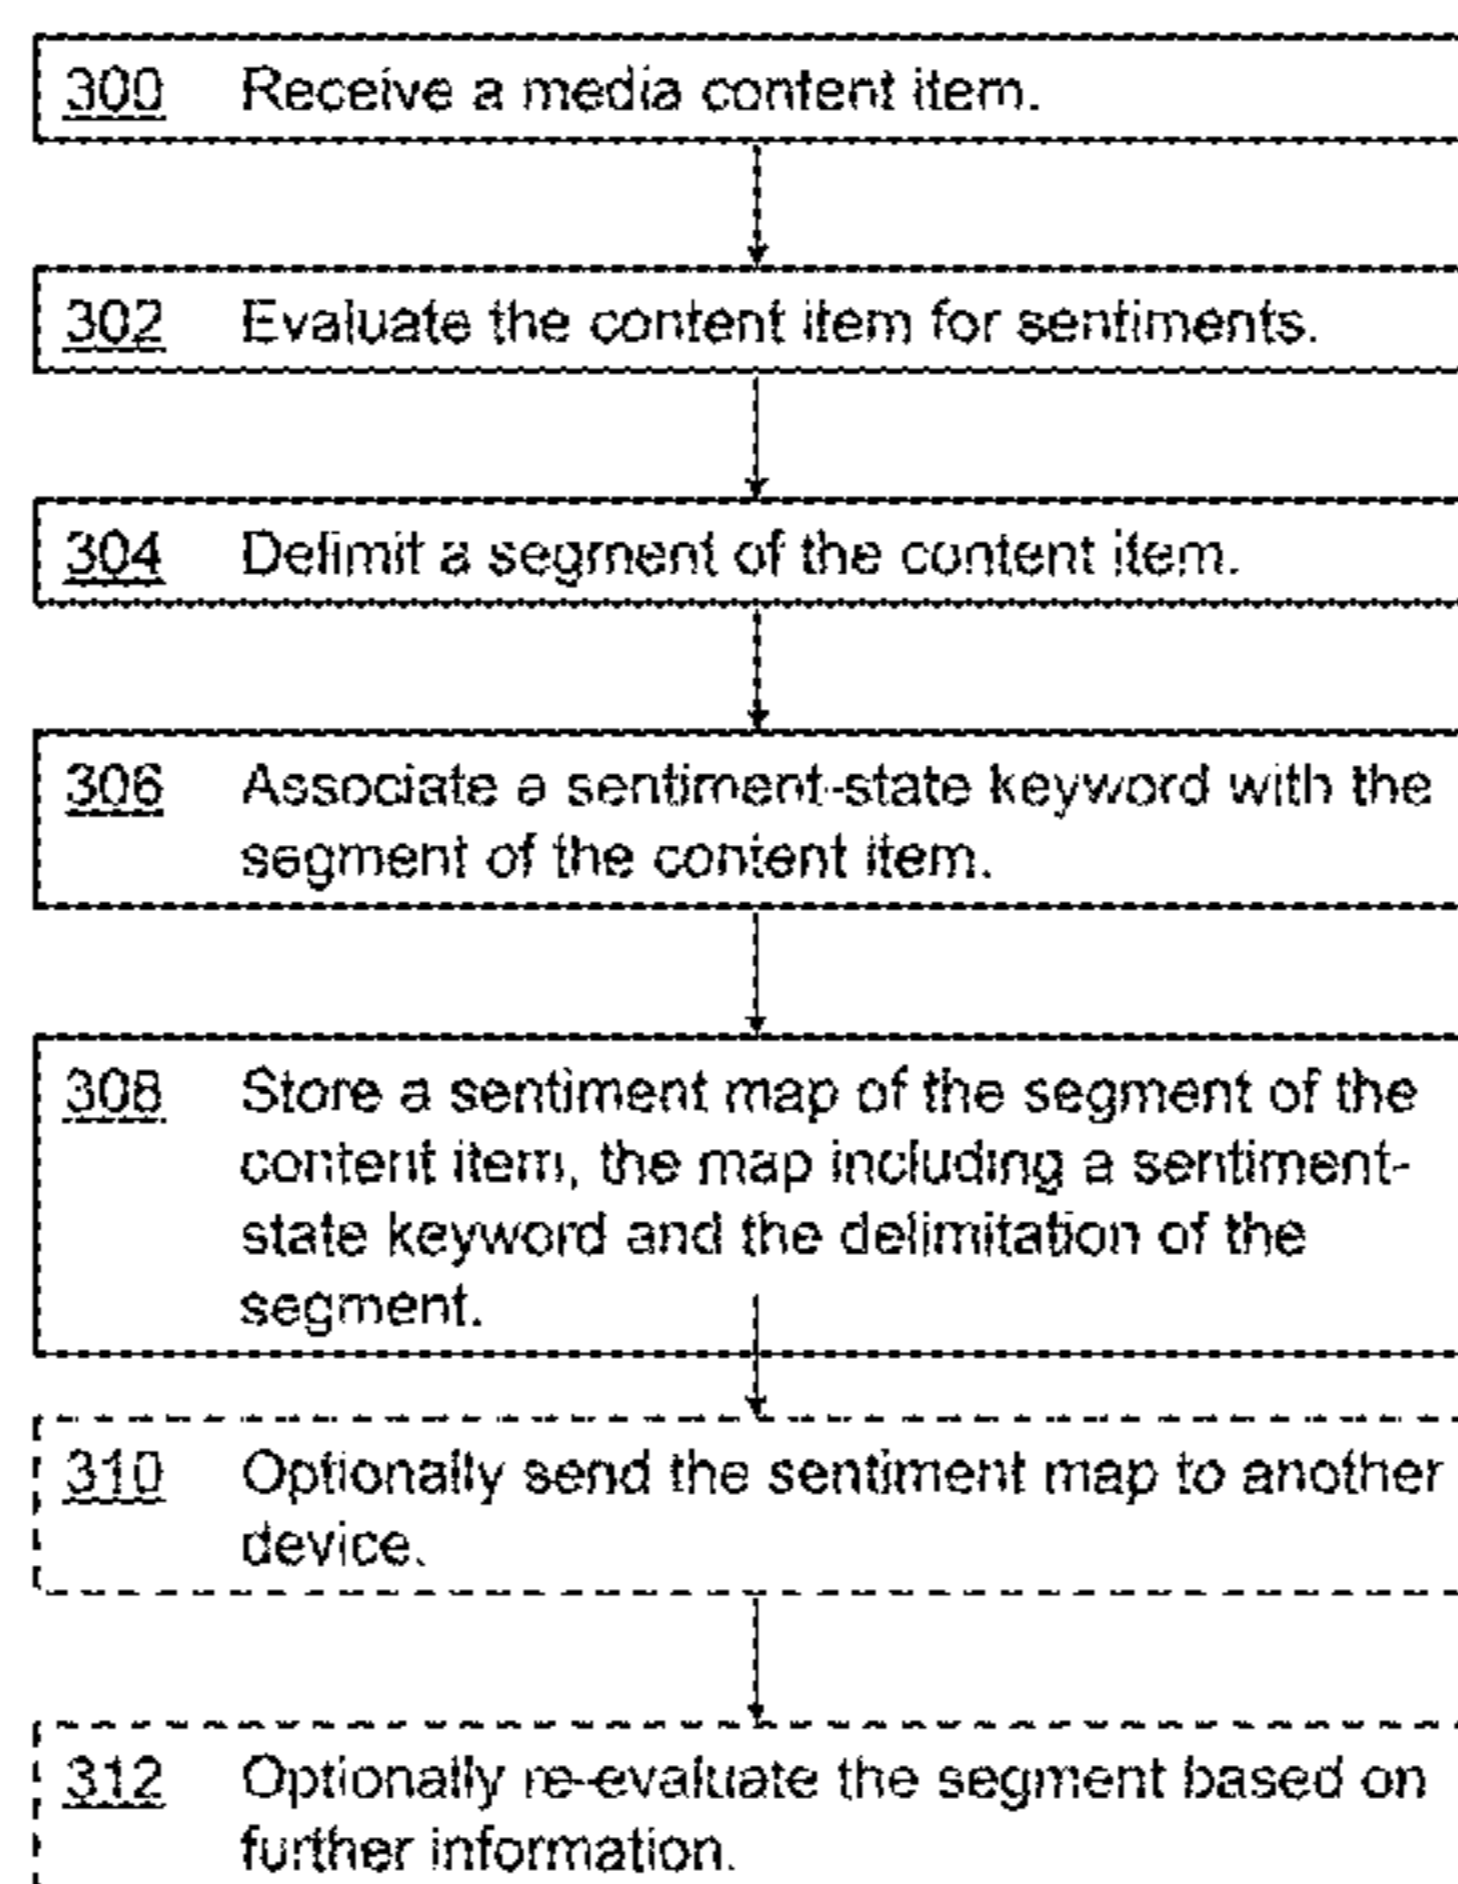 300 Receive a media content item.
302 Evaluate the content item for sentiments.
304 Delimit a segment of the content item.
306 Associate a sentiment-state keyword with the
segment of the content item.
308 Store a sentiment map of the segment of the
content item, the map including a sentiment-
state keyword and the delimitation of the
segment.
310 Optionally send the sentiment map to another
device.
312 Optionally re-evaluate the segment based on
further information.